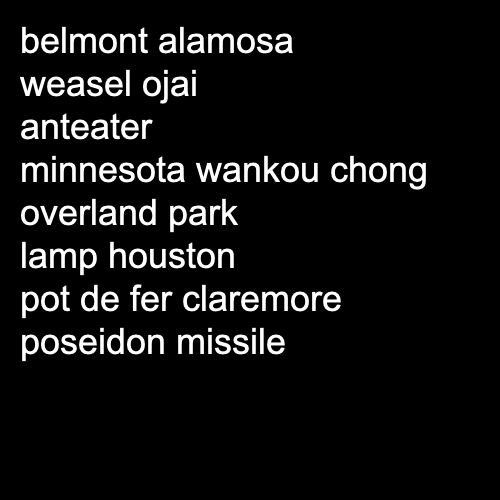 belmont alamosa
weasel ojai
anteater
minnesota wankou chong
overland park
lamp houston
pot de fer claremore
poseidon missile